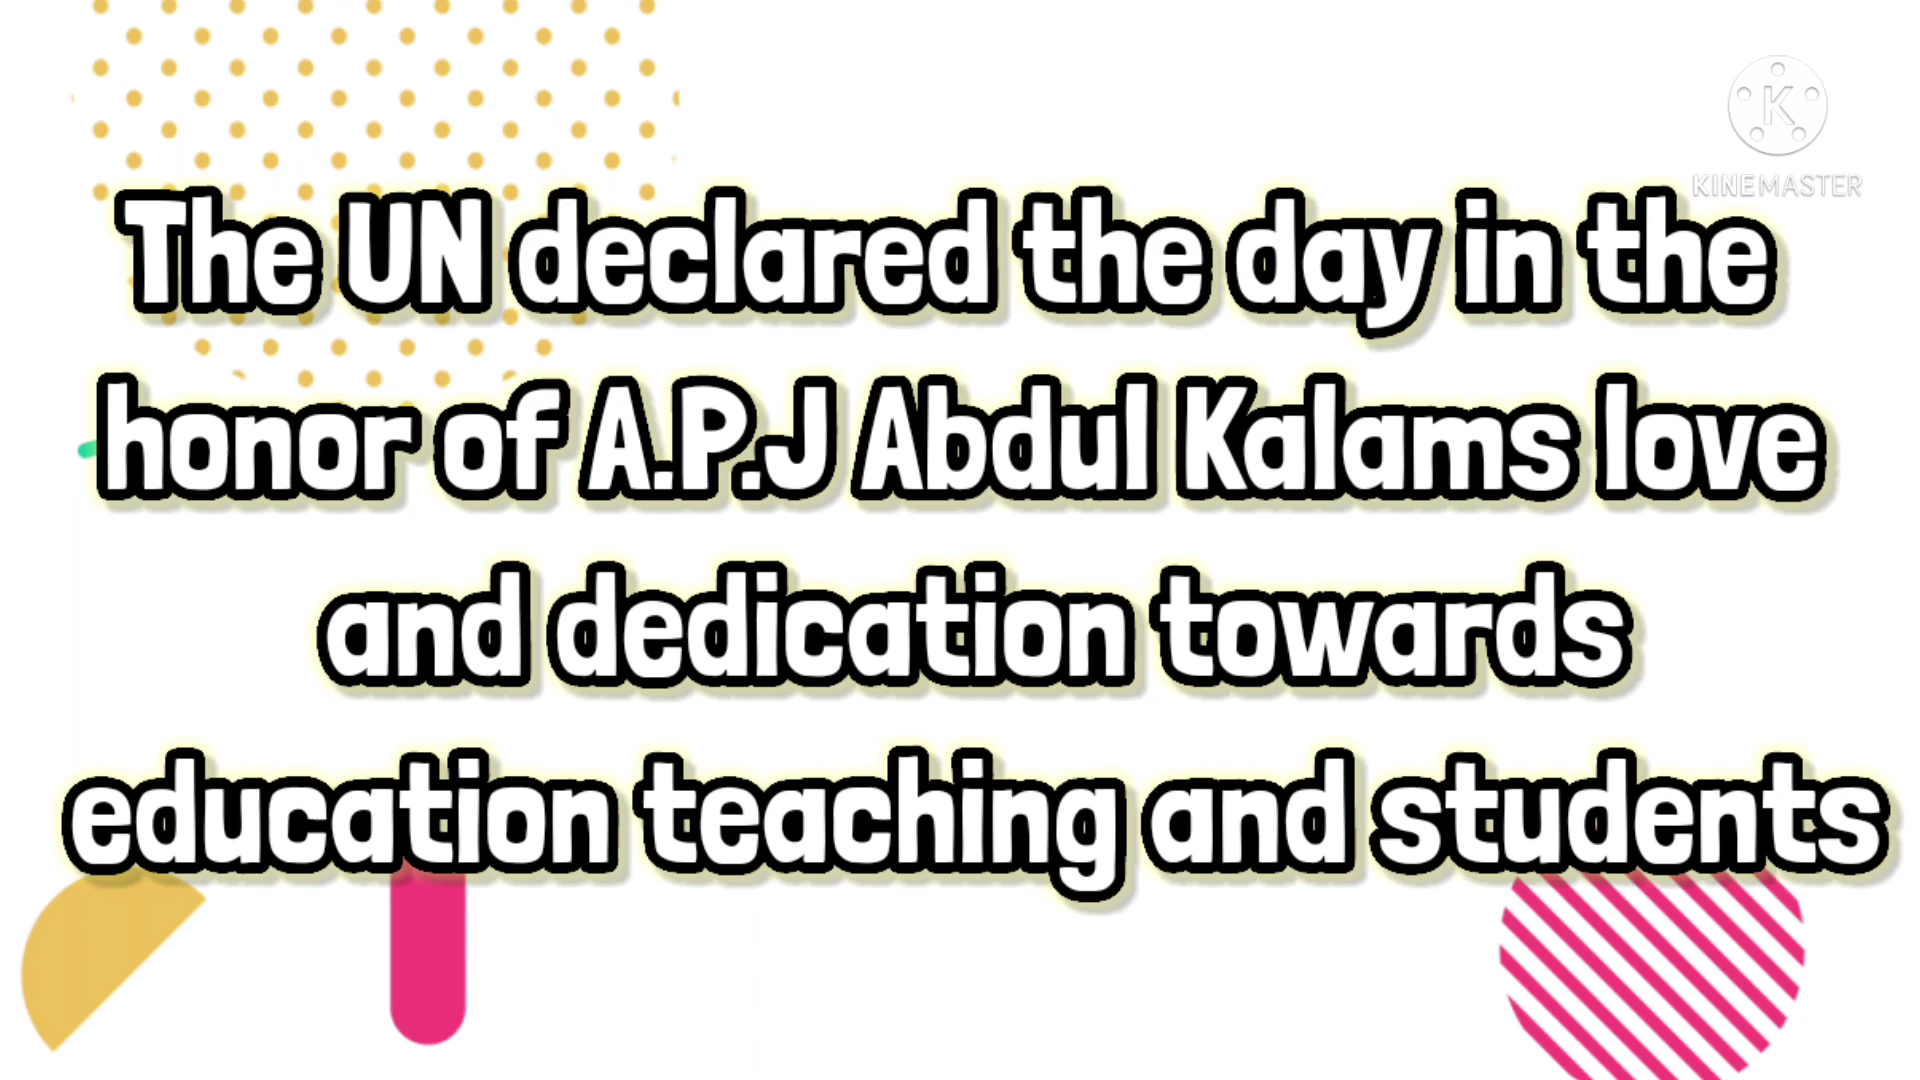 KINEMASTER
The UN declared the day in the
honor of A.P.J Abdul Kalams love
and dedication towards
education teaching and students